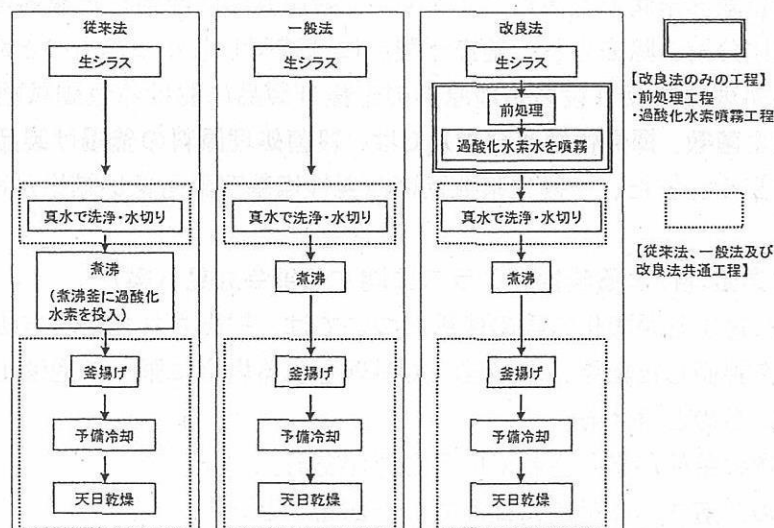 従来法
生シラス
真水で洗浄・水切り
煮沸
(煮沸釜に過酸化
水素を投入)
釜揚げ
予備冷却
天日乾燥
一般法
生シラス
真水で洗浄・水切り
煮沸
釜揚げ
予備冷却
天日乾燥
改良法
生シラス
前処理
過酸化水素水を噴霧
真水で洗浄・水切り
煮沸
釜揚げ
予備冷却
天日乾燥
【改良法のみの工程】
・前処理工程
・過酸化水素噴霧工程
【従来法、一般法及び
改良法共通工程】